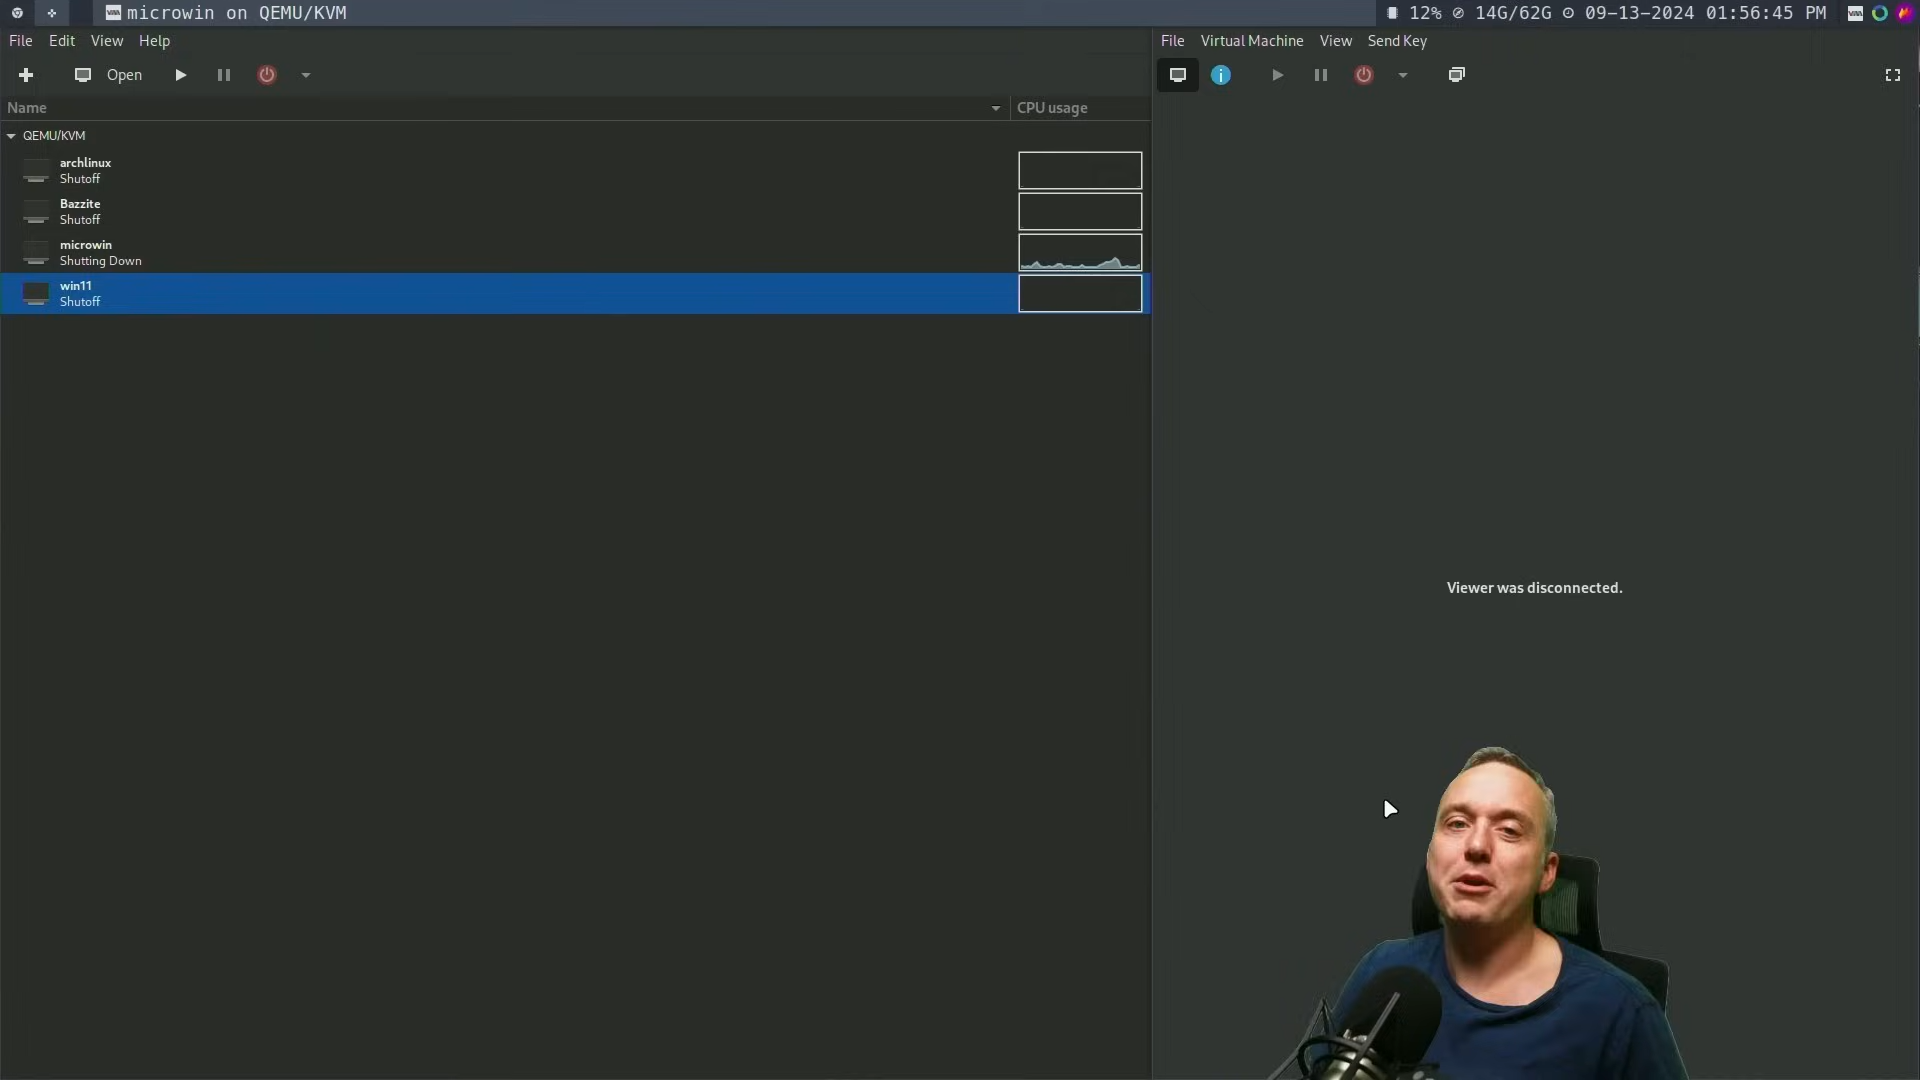 microwin on QEMU/KVM
12% 14G/62G 09-13-2024 01:56:45 PM
File Edit View Help
File Virtual Machine View Send Key
Open
Name CPU usage
QEMU/KVM
archlinux
Shutoff
Bazzite
Shutoff
microwin
Shutting Down
win11
Shutoff
Viewer was disconnected.